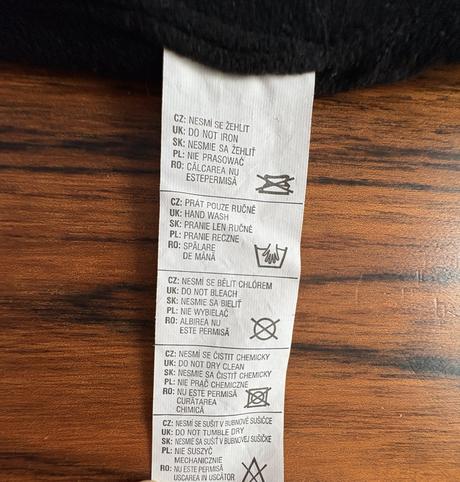 CZ: NESMÍ SE ŽEHLIT
UK: DO NOT IRON
SK: NESMIE SA ŽEHLIŤ
PL: NIE PRASOWAĆ
RO: CĂLCAREA NU
ESTEPERMISĂ
CZ: PRÁT POUZE RUČNĚ
UK: HAND WASH
SK: PRANIE LEN RUČNE
PL: PRANIE RECZNE
RO: SPĂLARE
DE MÂNĂ
CZ: NESMÍ SE BĚLIT CHLÓREM
UK: DO NOT BLEACH
SK: NESMIE SA BIELIŤ
PL: NIE WYBIELAĆ
RO: ALBIREA NU
ESTE PERMISĂ
CZ: NESMÍ SE ČISTIT CHEMICKY
UK: DO NOT DRY CLEAN
SK: NESMIE SA ČISTIŤ CHEMICKY
PL: NIE PRAĆ CHEMICZNE
RO: NU ESTE PERMISĂ
CURĂTAREA
CHIMICĂ
CZ: NESMÍ SE SUŠIT V BUBNOVÉ SUŠIČCE
UK: DO NOT TUMBLE DRY
SK: NESMIE SA SUŠIŤ V BUBNOVEJ SUŠIČKE
PL: NIE SUSZYĆ
MECHANICZNIE
RO: NU ESTE PERMISĂ
USCAREA IN USCĂTOR